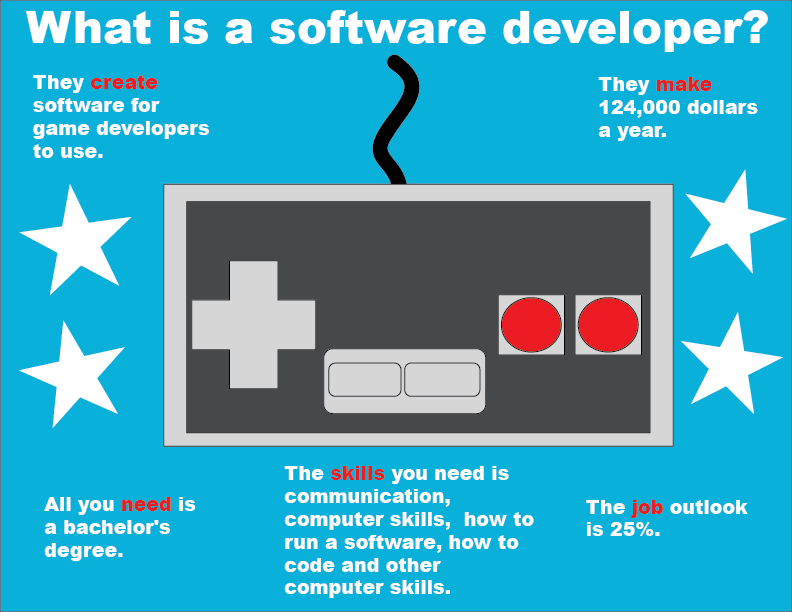 What is a software developer?
They create
software for
game developers
to use.
They make
124,000 dollars
a year.
All you need is
a bachelor's
degree.
The skills you need is
communication,
computer skills,  how to
run a software, how to
code and other
computer skills.
The job outlook
is 25%.